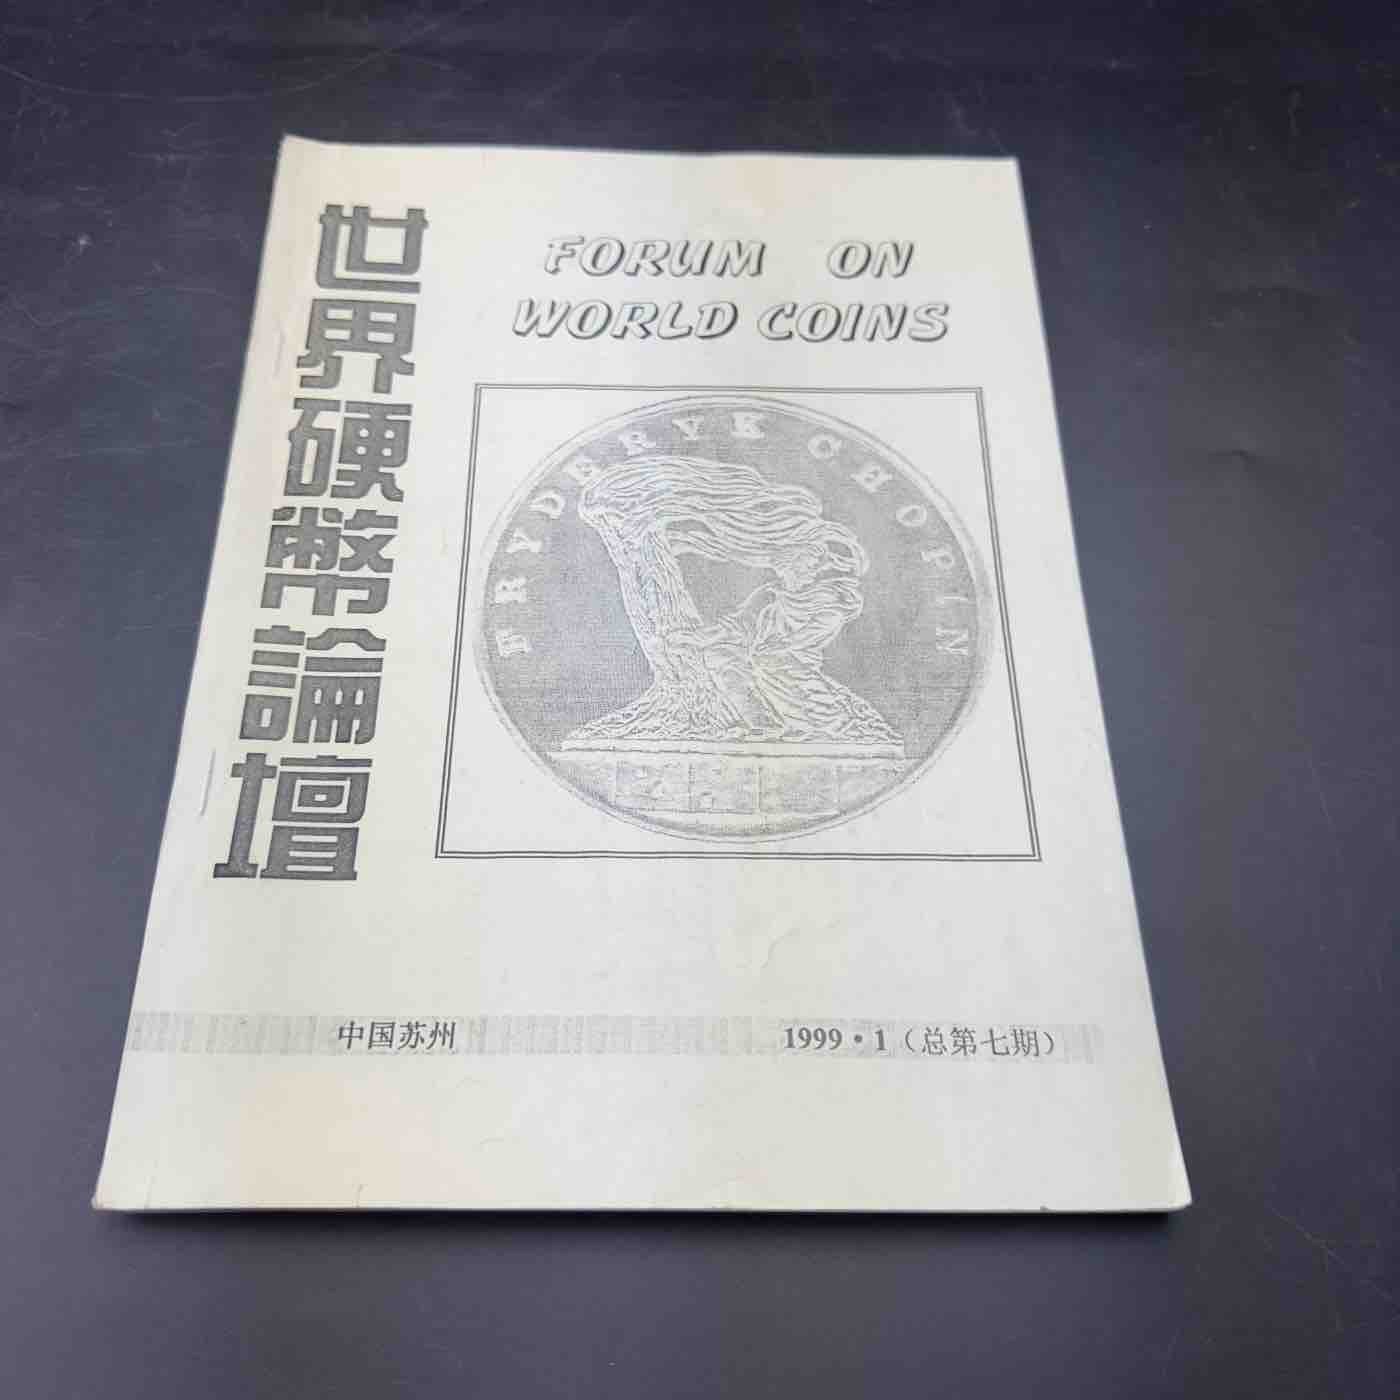 世界硬幣論壇
FORUM ON
WORLD COINS
FRYDERYK CHOPIN
中国苏州
1999·1（总第七期）